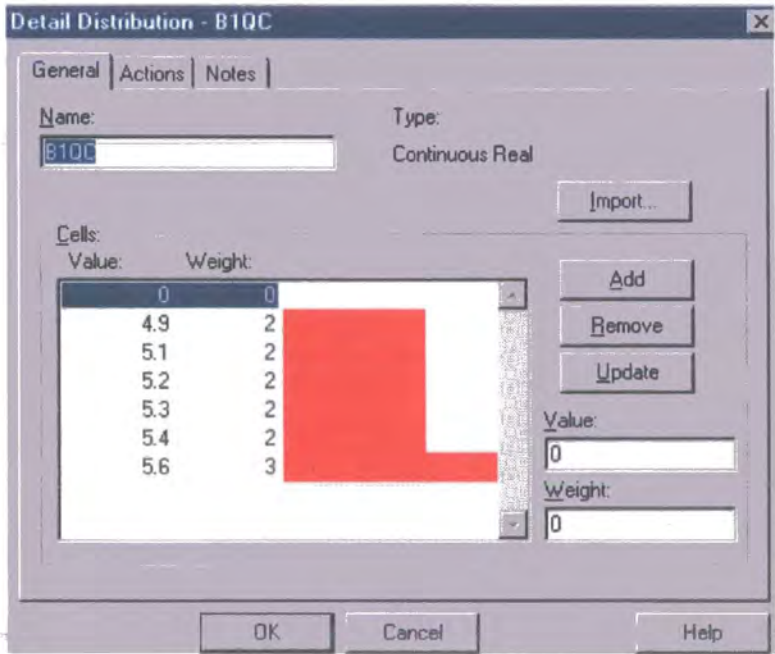 Detail Distribution - B1QC
General Actions Notes
Name:
B1QC
Type:
Continuous Real
Import...
Cells:
Value: Weight:
0 0
4.9 2
5.1 2
5.2 2
5.3 2
5.4 2
5.6 3
Add
Remove
Update
Value:
0
Weight:
0
OK Cancel Help